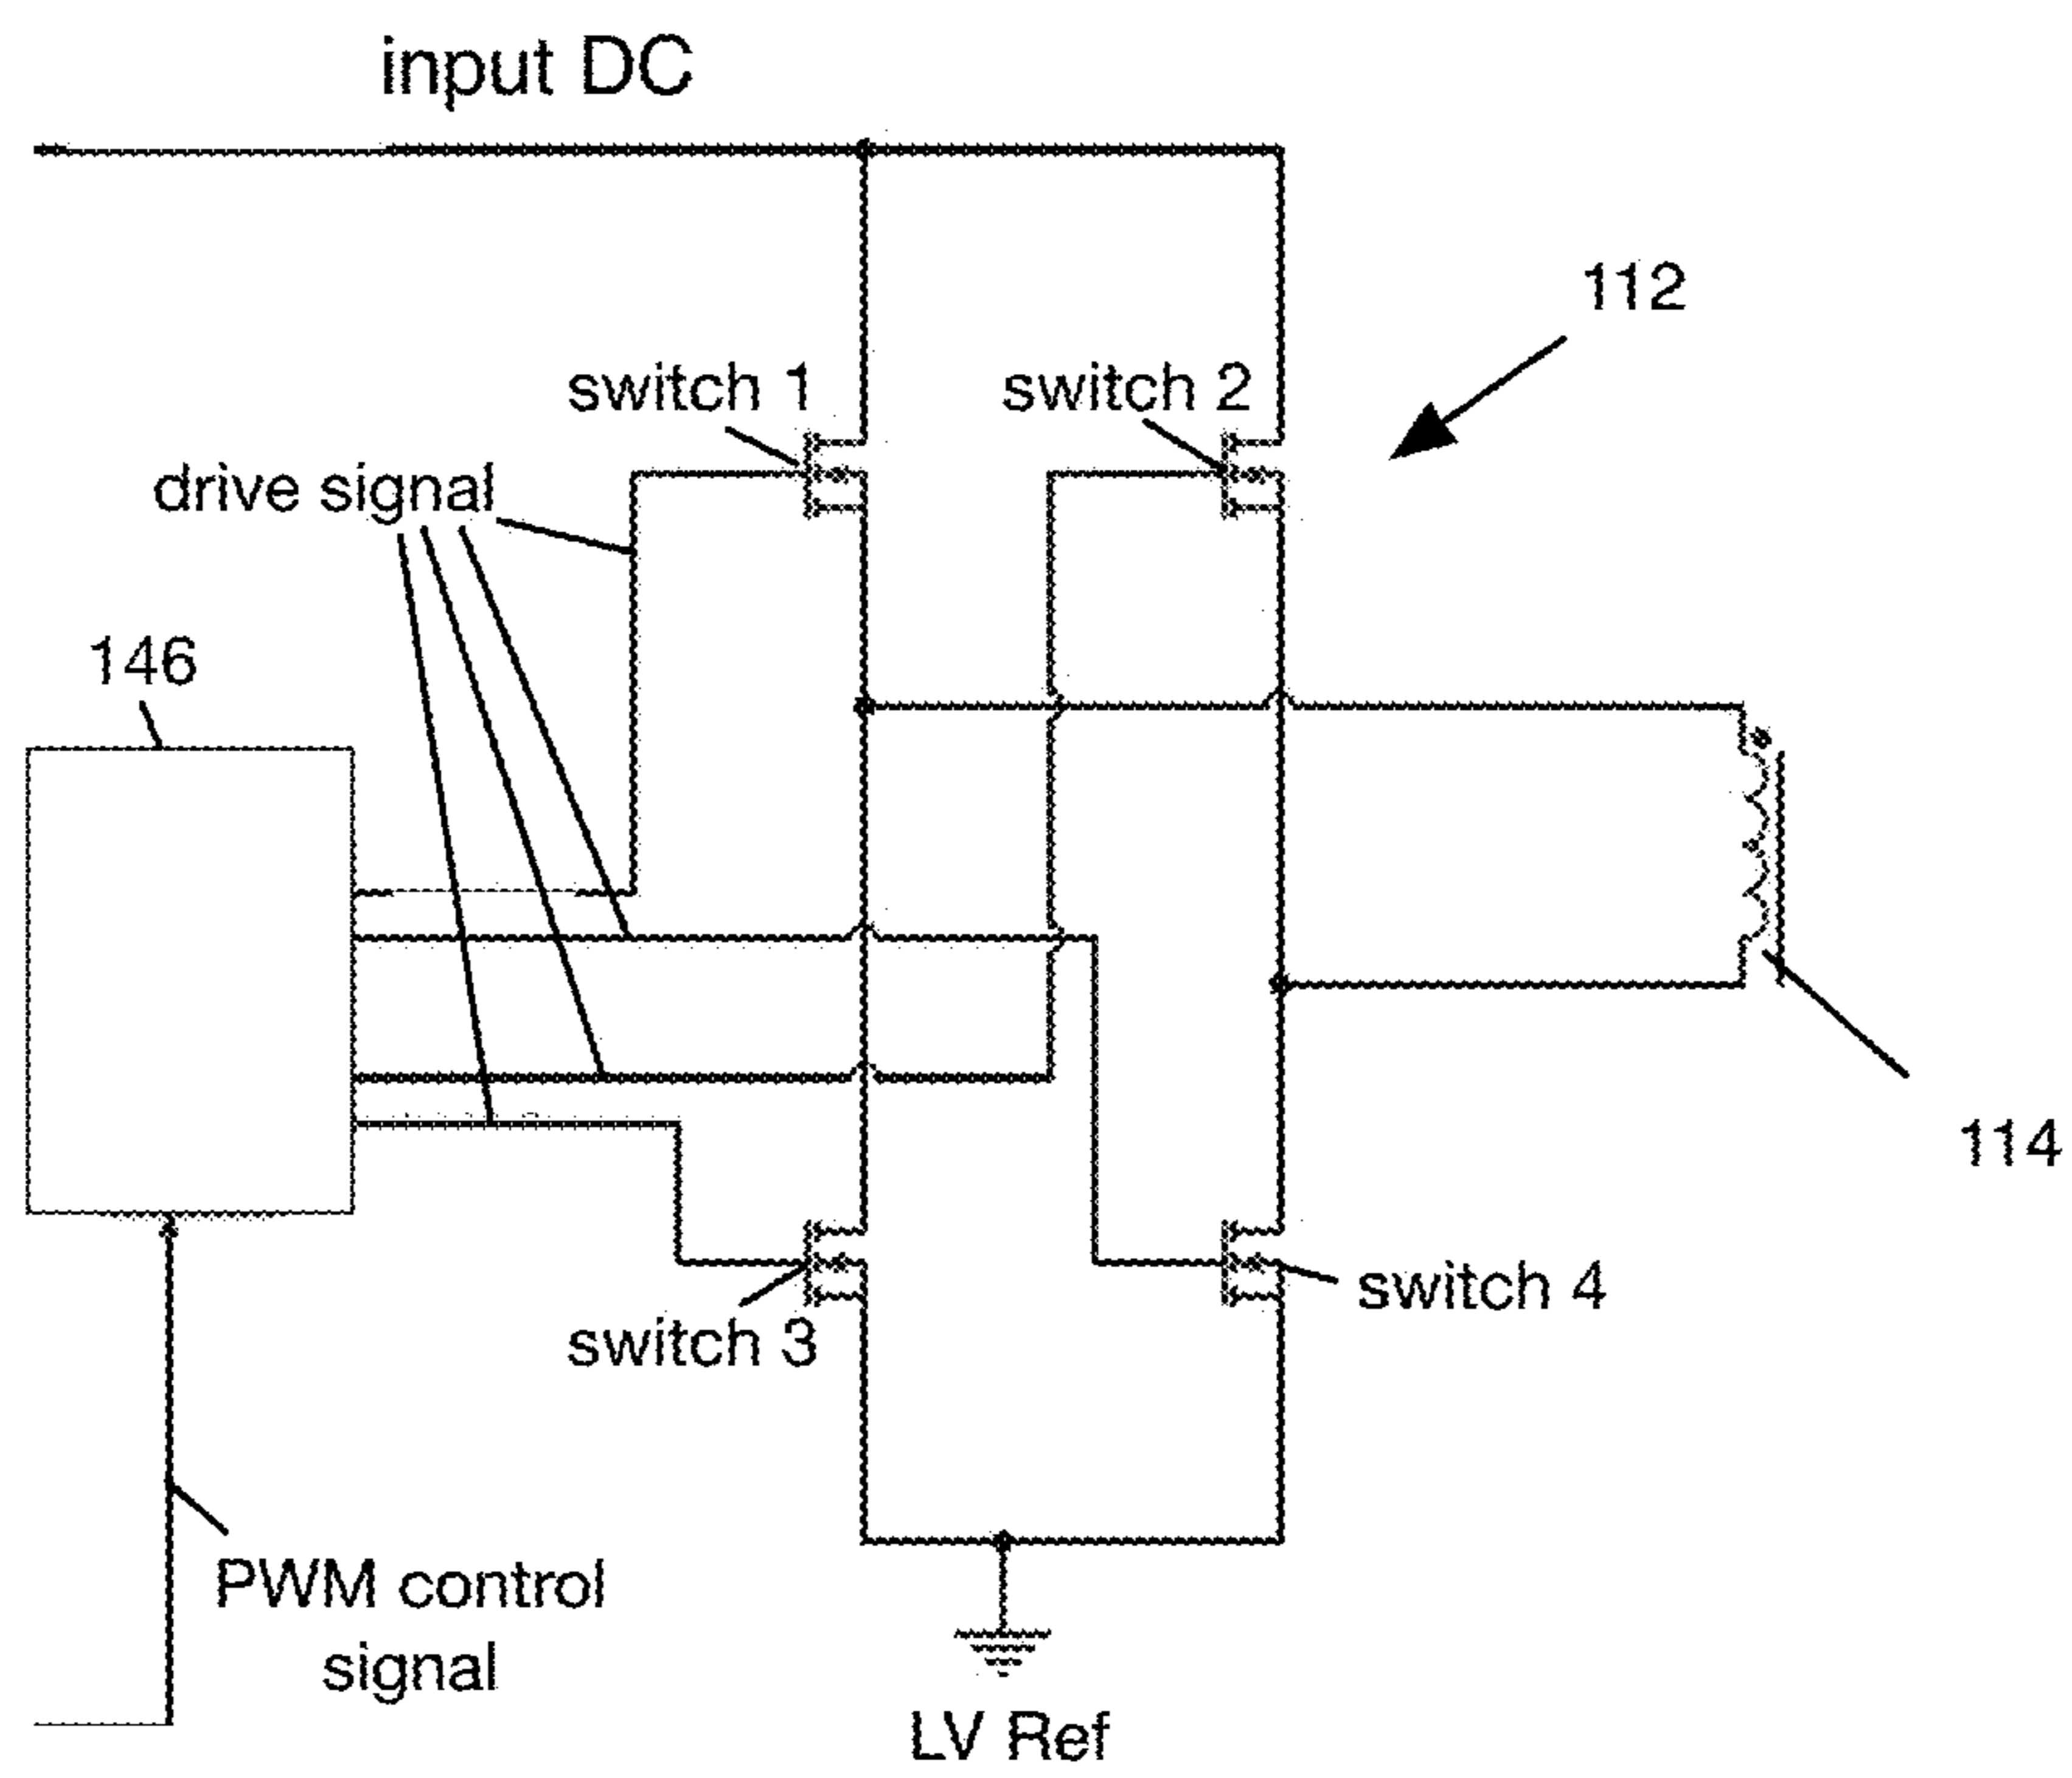 input DC
112
switch 1
switch 2
drive signal
146
114
switch 4
switch 3
PWM control
signal
LV Ref